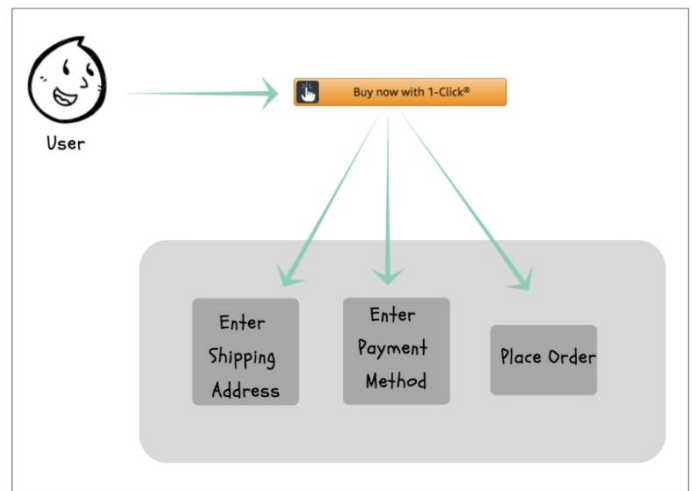 User
Buy now with 1-Click®
Enter
Shipping
Address
Enter
Payment
Method
Place Order